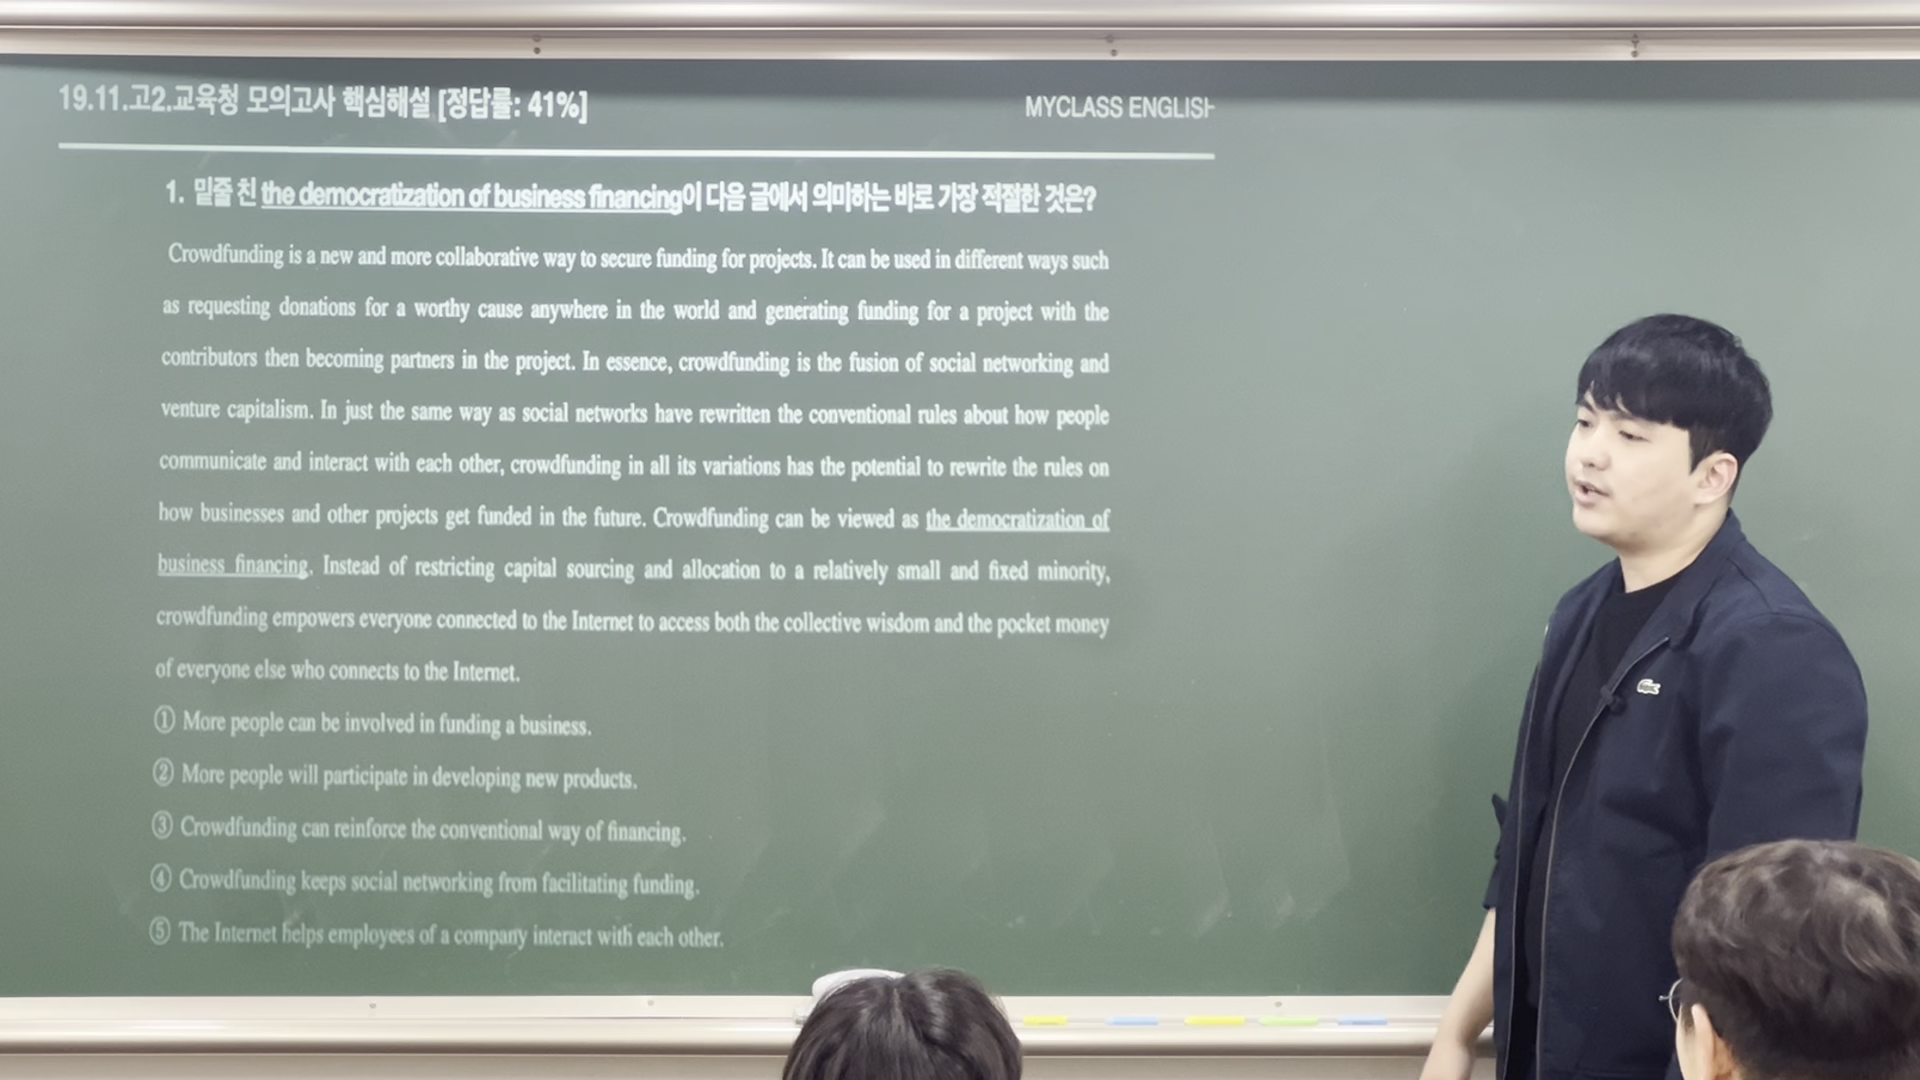 19.11.고2.교육청 모의고사 핵심해설 [정답률: 41%]
MYCLASS ENGLISH
1. 밑줄 친 the democratization of business financing이 다음 글에서 의미하는 바로 가장 적절한 것은?
Crowdfunding is a new and more collaborative way to secure funding for projects. It can be used in different ways such
as requesting donations for a worthy cause anywhere in the world and generating funding for a project with the
contributors then becoming partners in the project. In essence, crowdfunding is the fusion of social networking and
venture capitalism. In just the same way as social networks have rewritten the conventional rules about how people
communicate and interact with each other, crowdfunding in all its variations has the potential to rewrite the rules on
how businesses and other projects get funded in the future. Crowdfunding can be viewed as the democratization of
business financing. Instead of restricting capital sourcing and allocation to a relatively small and fixed minority,
crowdfunding empowers everyone connected to the Internet to access both the collective wisdom and the pocket money
of everyone else who connects to the Internet.
① More people can be involved in funding a business.
② More people will participate in developing new products.
③ Crowdfunding can reinforce the conventional way of financing.
④ Crowdfunding keeps social networking from facilitating funding.
⑤ The Internet helps employees of a company interact with each other.